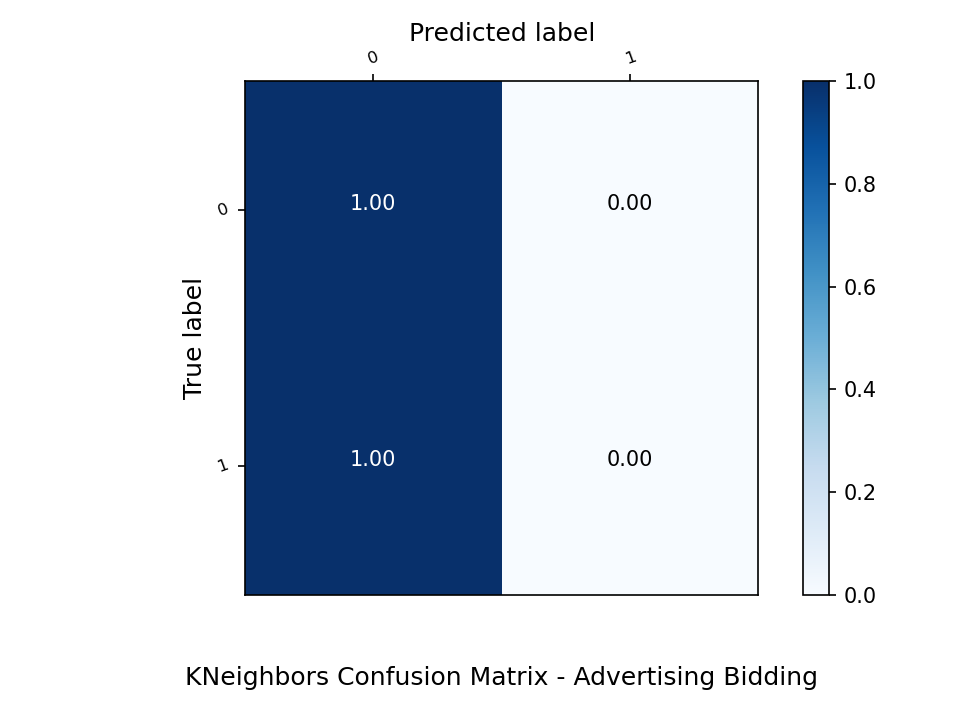 Predicted label
0 1
1.0
0.8
0.6
0.4
0.2
0.0
True label
0 1.00 0.00
1 1.00 0.00
KNeighbors Confusion Matrix - Advertising Bidding